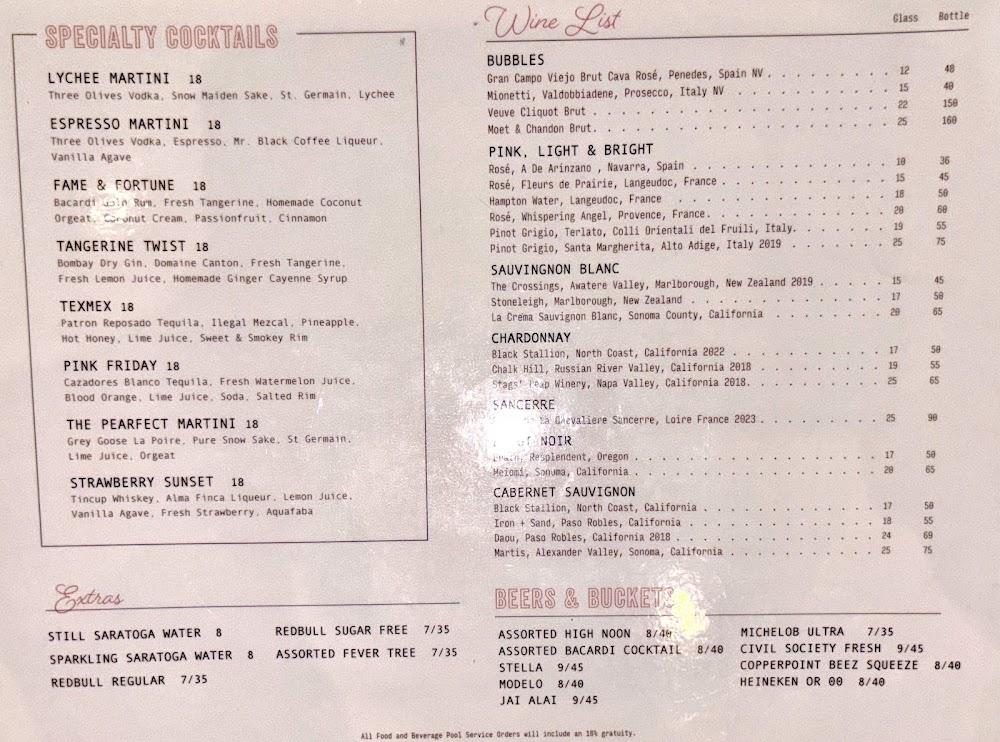 SPECIALTY COCKTAILS
LYCHEE MARTINI 18
Three Olives Vodka, Snow Maiden Sake, St. Germain, Lychee
ESPRESSO MARTINI 18
Three Olives Vodka, Espresso, Mr. Black Coffee Liqueur,
Vanilla Agave
FAME & FORTUNE 18
Bacardi Gold Rum, Fresh Tangerine, Homemade Coconut
Orgeat, Coconut Cream, Passionfruit, Cinnamon
TANGERINE TWIST 18
Bombay Dry Gin, Domaine Canton, Fresh Tangerine,
Fresh Lemon Juice, Homemade Ginger Cayenne Syrup
TEXMEX 18
Patron Reposado Tequila, Ilegal Mezcal, Pineapple,
Hot Honey, Lime Juice, Sweet & Smokey Rim
PINK FRIDAY 18
Cazadores Blanco Tequila, Fresh Watermelon Juice,
Blood Orange, Lime Juice, Soda, Salted Rim
THE PEARFECT MARTINI 18
Grey Goose La Poire, Pure Snow Sake, St Germain,
Lime Juice, Orgeat
STRAWBERRY SUNSET 18
Tincup Whiskey, Alma Finca Liqueur, Lemon Juice,
Vanilla Agave, Fresh Strawberry, Aquafaba
Extras
STILL SARATOGA WATER 8
SPARKLING SARATOGA WATER 8
REDBULL REGULAR 7/35
REDBULL SUGAR FREE 7/35
ASSORTED FEVER TREE 7/35
Wine List Glass Bottle
BUBBLES
Gran Campo Viejo Brut Cava Rosé, Penedes, Spain NV 12 48
Mionetti, Valdobbiadene, Prosecco, Italy NV 15 40
Veuve Cliquot Brut 22 150
Moet & Chandon Brut. 25 160
PINK, LIGHT & BRIGHT
Rosé, A De Arinzano , Navarra, Spain 10 36
Rosé, Fleurs de Prairie, Langeudoc, France 15 45
Hampton Water, Langeudoc, France 18 50
Rosé, Whispering Angel, Provence, France. 20 60
Pinot Grigio, Terlato, Colli Orientali del Fruili, Italy. 19 55
Pinot Grigio, Santa Margherita, Alto Adige, Italy 2019 25 75
SAUVINGNON BLANC
The Crossings, Awatere Valley, Marlborough, New Zealand 2019 15 45
Stoneleigh, Marlborough, New Zealand 17 50
La Crema Sauvignon Blanc, Sonoma County, California 20 65
CHARDONNAY
Black Stallion, North Coast, California 2022 17 50
Chalk Hill, Russian River Valley, California 2018 19 55
Stags' Leap Winery, Napa Valley, California 2018. 25 65
SANCERRE
La Chevaliere Sancerre, Loire France 2023 25 90
NOIR
Resplendent, Oregon 17 50
Meiomi, Sonoma, California 20 65
CABERNET SAUVIGNON
Black Stallion, North Coast, California 17 50
Iron + Sand, Paso Robles, California 18 55
Daou, Paso Robles, California 2018 24 69
Martis, Alexander Valley, Sonoma, California 25 75
BEERS & BUCKETS
ASSORTED HIGH NOON 8/40
ASSORTED BACARDI COCKTAIL 8/40
STELLA 9/45
MODELO 8/40
JAI ALAI 9/45
MICHELOB ULTRA 7/35
CIVIL SOCIETY FRESH 9/45
COPPERPOINT BEEZ SQUEEZE 8/40
HEINEKEN OR 00 8/40
All Food and Beverage Pool Service Orders will include an 18% gratuity.